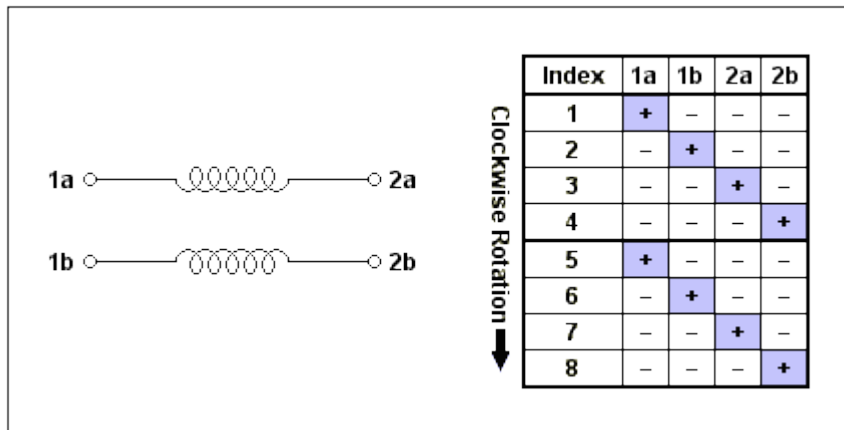 1a 2a
1b 2b
Clockwise Rotation
Index 1a 1b 2a 2b
1 + – – –
2 – + – –
3 – – + –
4 – – – +
5 + – – –
6 – + – –
7 – – + –
8 – – – +